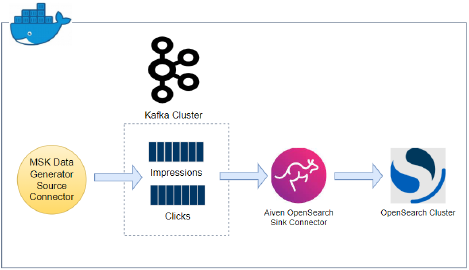 Kafka Cluster
MSK Data
Generator
Source
Connector
Impressions
Clicks
Aiven OpenSearch
Sink Connector
OpenSearch Cluster